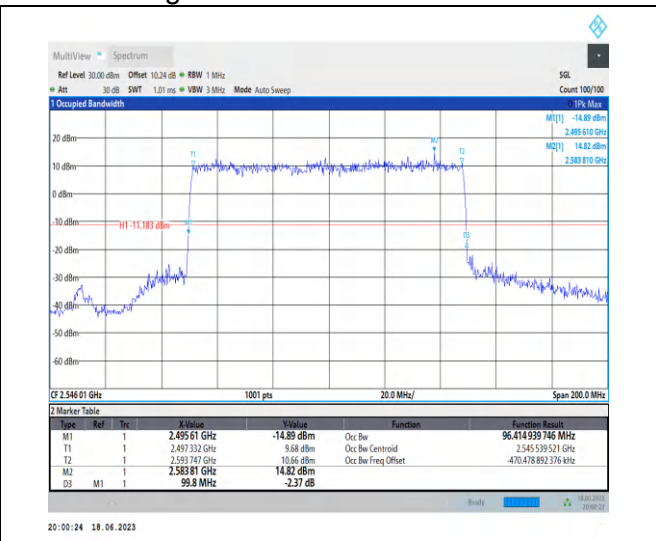 MultiView Spectrum
Ref Level 30.00 dBm Offset 10.24 dB RBW 1 MHz SGL
Att 30 dB SWT 1.01 ms VBW 3 MHz Mode Auto Sweep Count 100/100
1 Occupied Bandwidth 1Pk Max
M1[1] -14.89 dBm
2.495 610 GHz
M2[1] 14.82 dBm
2.583 810 GHz
20 dBm
M2
T1 T2
10 dBm
0 dBm
-10 dBm
H1 -11.183 dBm
M1
D3
-20 dBm
-30 dBm
-40 dBm
-50 dBm
-60 dBm
CF 2.546 01 GHz 1001 pts 20.0 MHz/ Span 200.0 MHz
2 Marker Table
Type Ref Trc X-Value Y-Value Function Function Result
M1 1 2.495 61 GHz -14.89 dBm Occ Bw 96.414 939 746 MHz
T1 1 2.497 332 GHz 9.68 dBm Occ Bw Centroid 2.545 539 521 GHz
T2 1 2.593 747 GHz 10.66 dBm Occ Bw Freq Offset -470.478 892 376 kHz
M2 1 2.583 81 GHz 14.82 dBm
D3 M1 1 99.8 MHz -2.37 dB
Ready 18.06.2023
20:00:23
20:00:24 18.06.2023